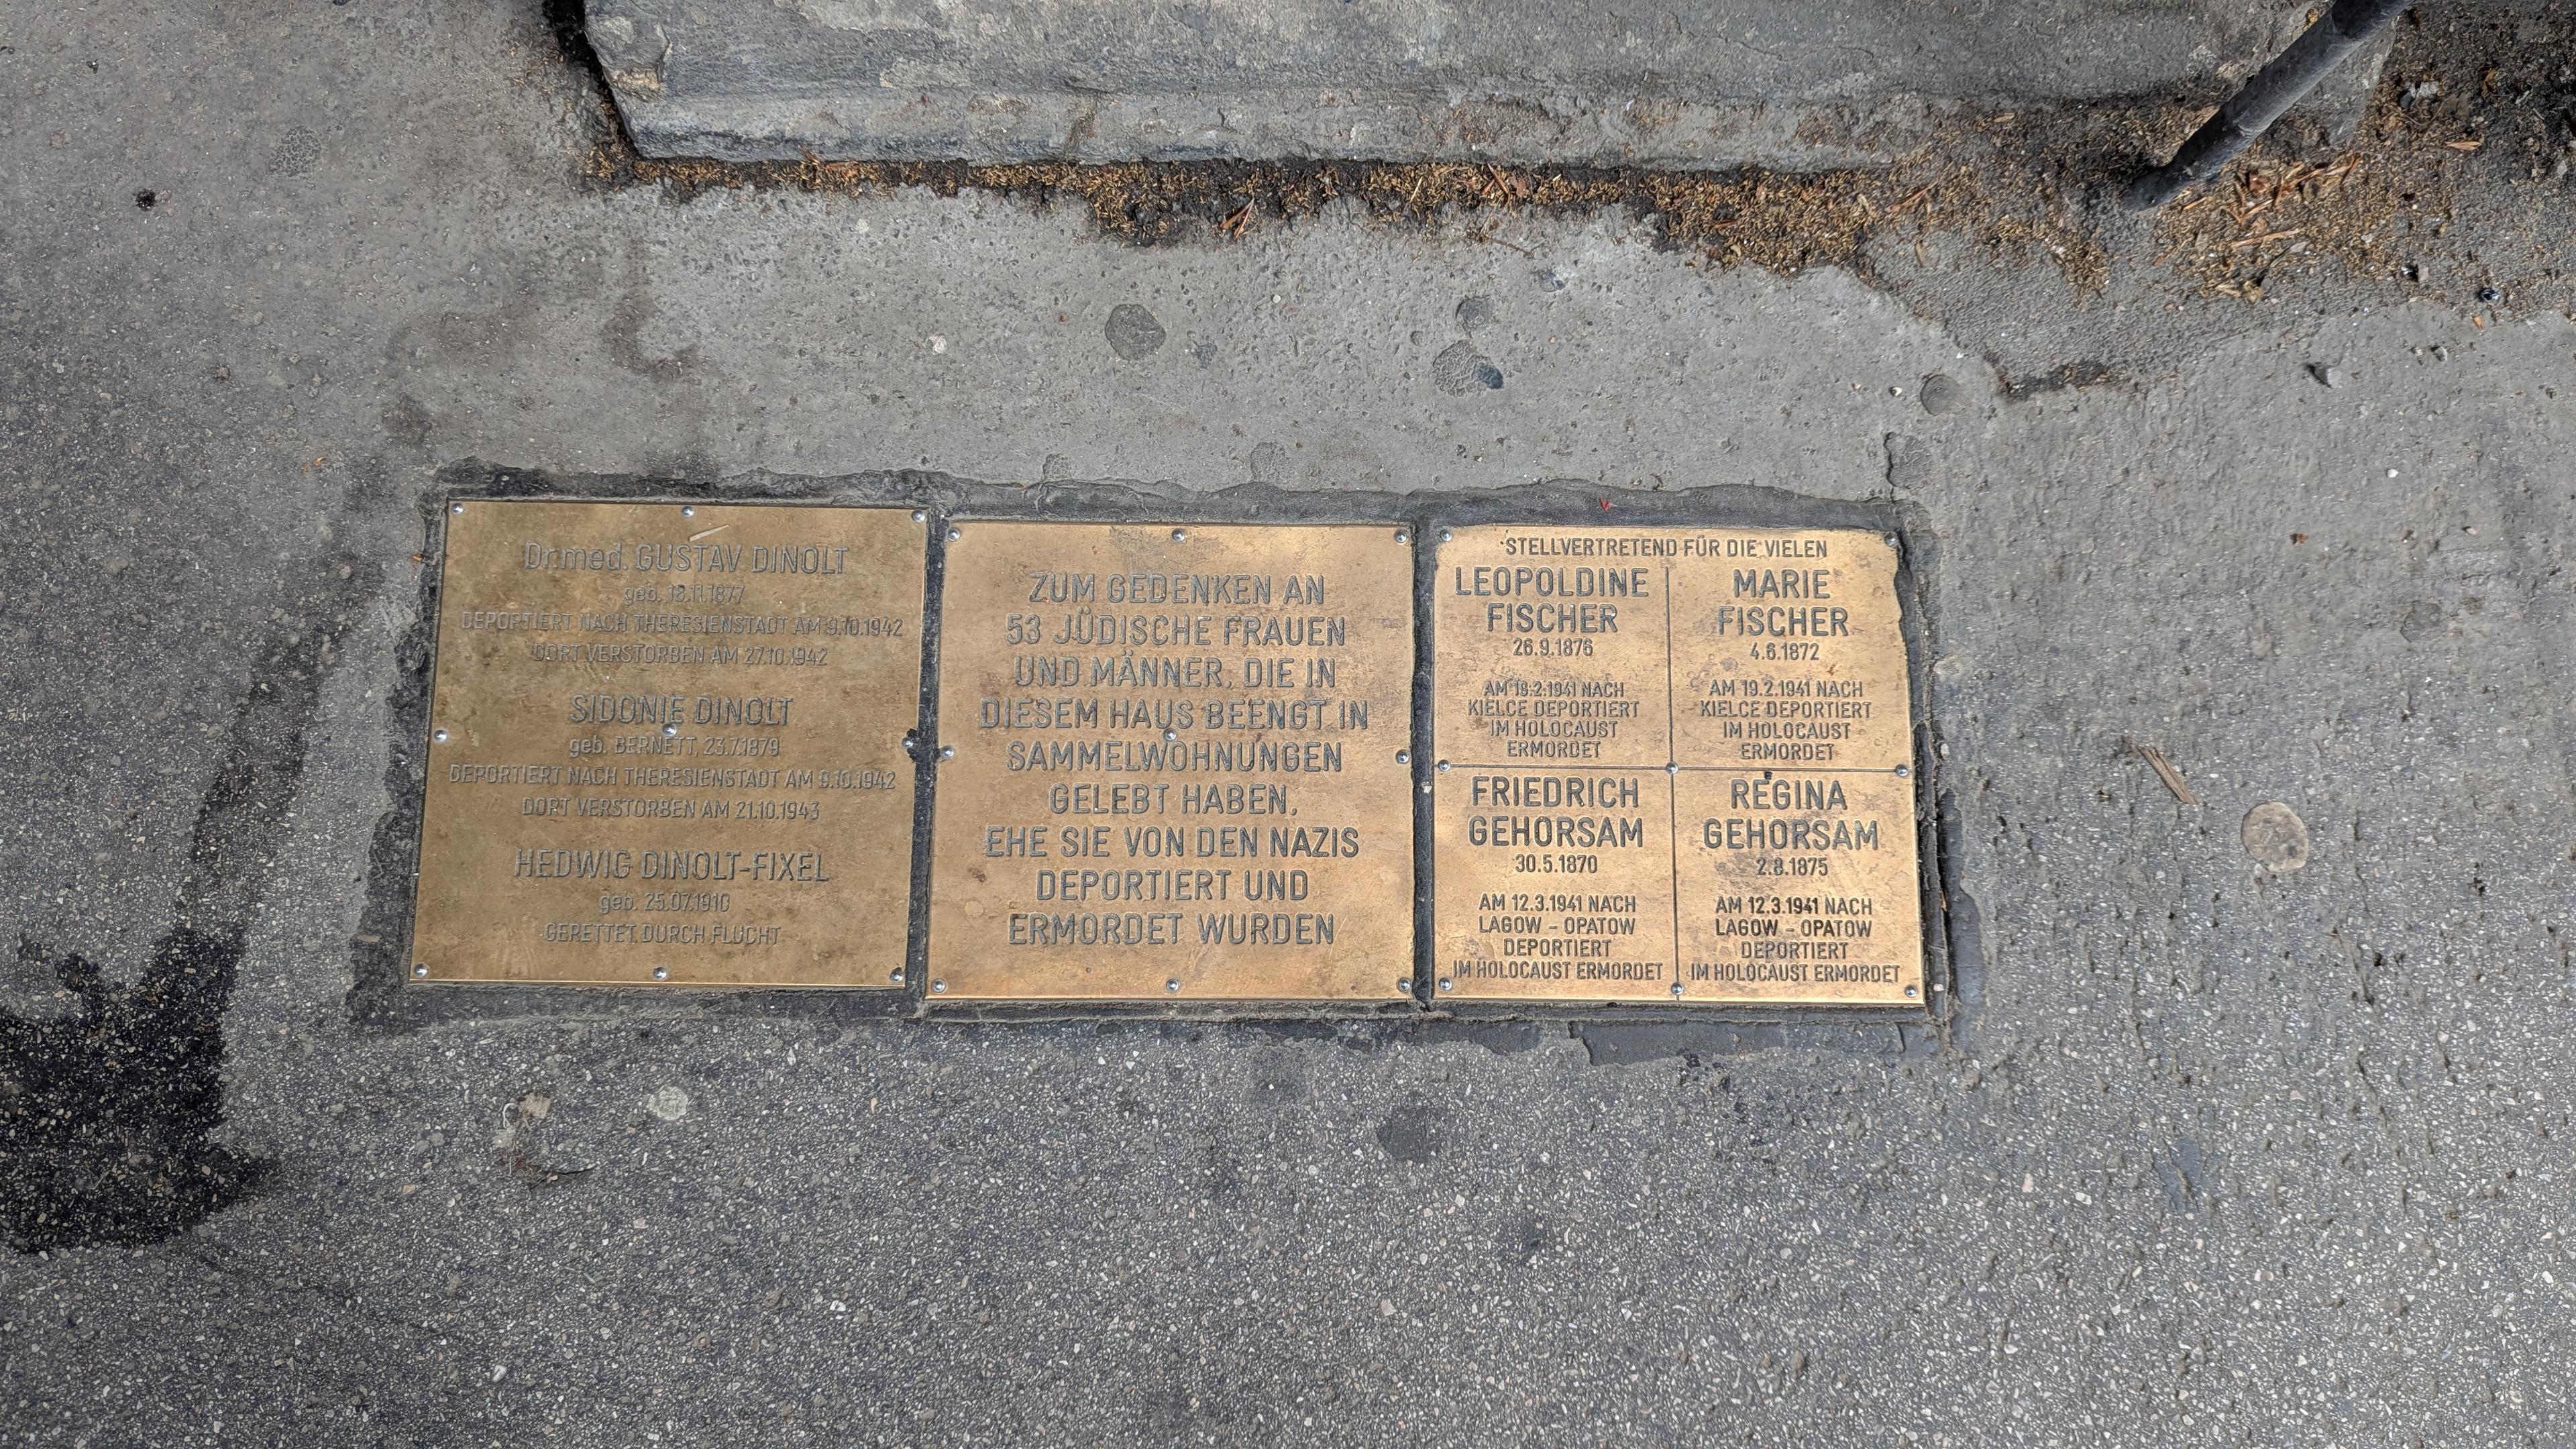 Dr.med. GUSTAV DINOLT
geb. 18.11.1877
DEPORTIERT NACH THERESIENSTADT AM 9.10.1942
DORT VERSTORBEN AM 27.10.1942
SIDONIE DINOLT
geb. BERNETT, 23.7.1879
DEPORTIERT NACH THERESIENSTADT AM 9.10.1942
DORT VERSTORBEN AM 21.10.1943
HEDWIG DINOLT-FIXEL
geb. 25.07.1910
GERETTET DURCH FLUCHT
ZUM GEDENKEN AN
53 JÜDISCHE FRAUEN
UND MÄNNER, DIE IN
DIESEM HAUS BEENGT IN
SAMMELWOHNUNGEN
GELEBT HABEN,
EHE SIE VON DEN NAZIS
DEPORTIERT UND
ERMORDET WURDEN
STELLVERTRETEND FÜR DIE VIELEN
LEOPOLDINE
FISCHER
26.9.1876
AM 19.2.1941 NACH
KIELCE DEPORTIERT
IM HOLOCAUST
ERMORDET
MARIE
FISCHER
4.6.1872
AM 19.2.1941 NACH
KIELCE DEPORTIERT
IM HOLOCAUST
ERMORDET
FRIEDRICH
GEHORSAM
30.5.1870
AM 12.3.1941 NACH
LAGOW - OPATOW
DEPORTIERT
IM HOLOCAUST ERMORDET
REGINA
GEHORSAM
2.8.1875
AM 12.3.1941 NACH
LAGOW - OPATOW
DEPORTIERT
IM HOLOCAUST ERMORDET